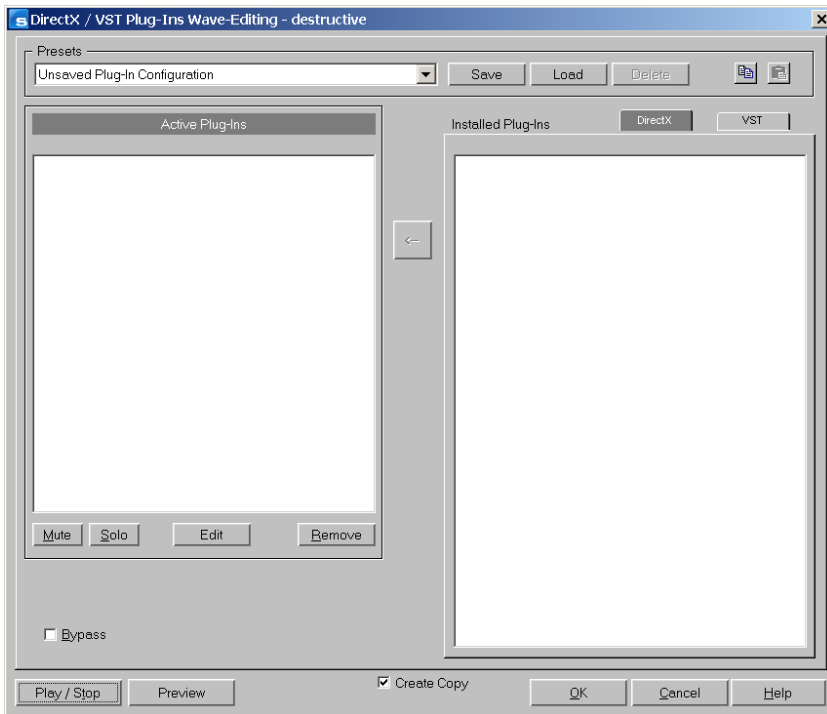 DirectX / VST Plug-Ins Wave-Editing - destructive
Presets
Unsaved Plug-In Configuration
Save
Load
Delete
Active Plug-Ins
Installed Plug-Ins
DirectX
VST
Mute
Solo
Edit
Remove
Bypass
Create Copy
Play / Stop
Preview
OK
Cancel
Help